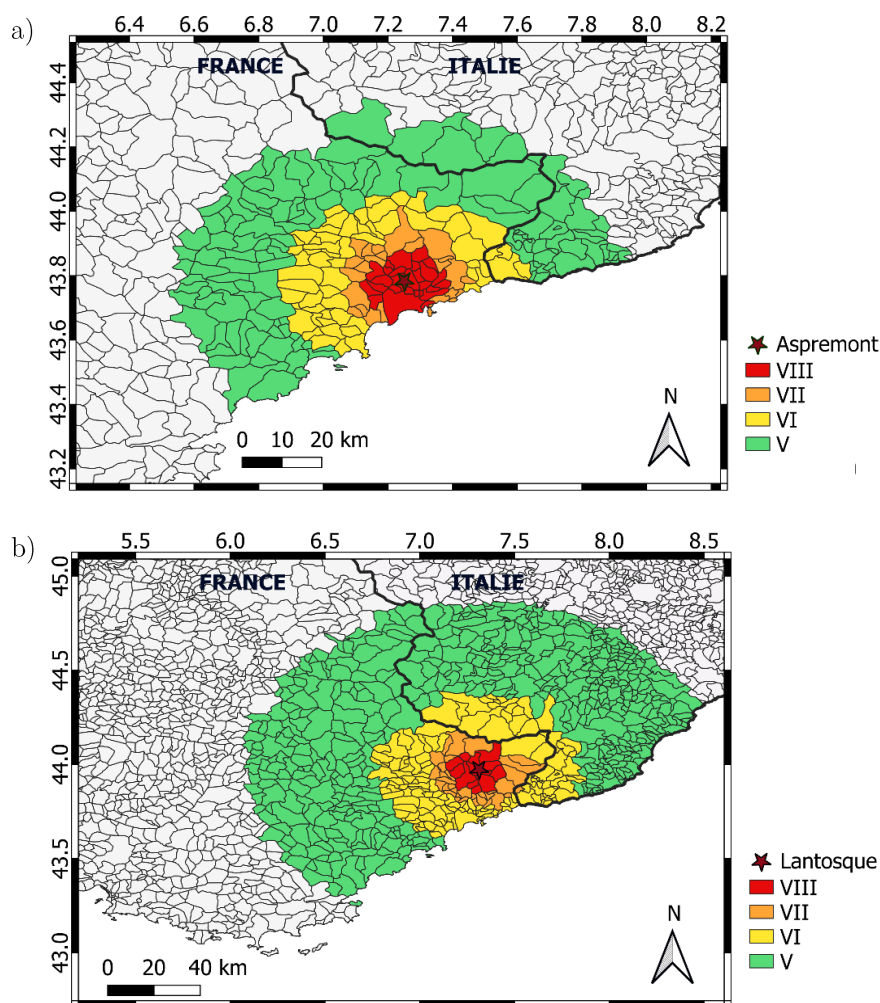 a)
6.4 6.6 6.8 7.0 7.2 7.4 7.6 7.8 8.0 8.2
FRANCE ITALIE
44.4
44.2
44.0
43.8
43.6
43.4
43.2
N
0 10 20 km
Aspremont
VIII
VII
VI
V
b)
5.5 6.0 6.5 7.0 7.5 8.0 8.5
FRANCE ITALIE
45.0
44.5
44.0
43.5
43.0
N
0 20 40 km
Lantosque
VIII
VII
VI
V